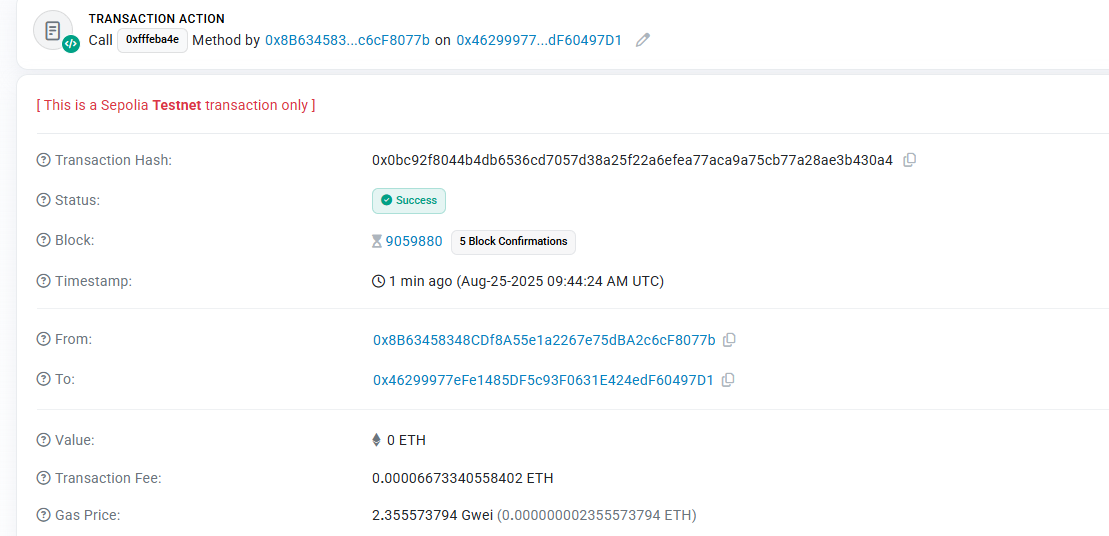 TRANSACTION ACTION
Call 0xfffeba4e Method by 0x8B634583...c6cF8077b on 0x46299977...dF60497D1
[ This is a Sepolia Testnet transaction only ]
Transaction Hash: 0x0bc92f8044b4db6536cd7057d38a25f22a6efea77aca9a75cb77a28ae3b430a4
Status: Success
Block: 9059880 5 Block Confirmations
Timestamp: 1 min ago (Aug-25-2025 09:44:24 AM UTC)
From: 0x8B63458348CDf8A55e1a2267e75dBA2c6cF8077b
To: 0x46299977eFe1485DF5c93F0631E424edF60497D1
Value: 0 ETH
Transaction Fee: 0.00006673340558402 ETH
Gas Price: 2.355573794 Gwei (0.000000002355573794 ETH)